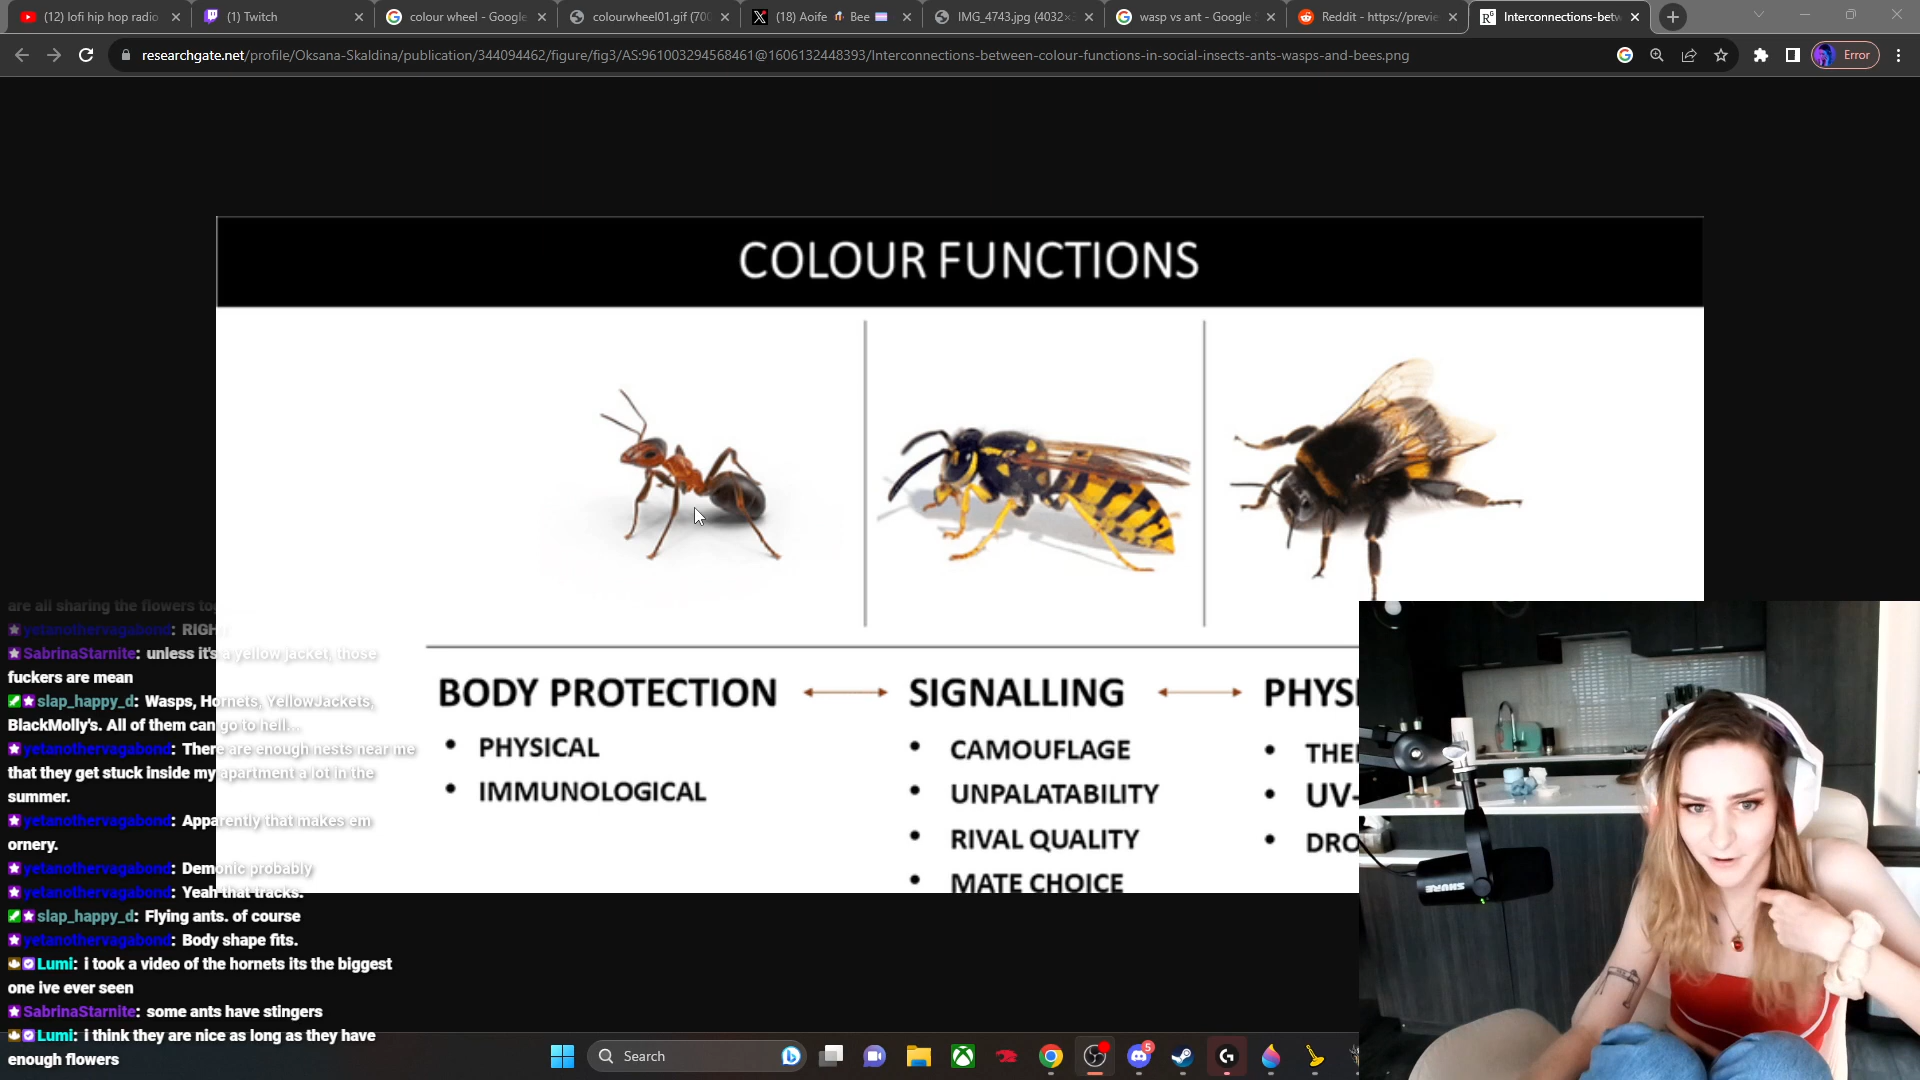 (12) lofi hip hop radio
(1) Twitch
colour wheel - Google
colourwheel01.gif (700
(18) Aoife
Bee
IMG_4743.jpg (4032×
wasp vs ant - Google
Reddit - https://previe
Interconnections-betw
researchgate.net/profile/Oksana-Skaldina/publication/344094462/figure/fig3/AS:961003294568461@1606132448393/Interconnections-between-colour-functions-in-social-insects-ants-wasps-and-bees.png
Error
COLOUR FUNCTIONS
BODY PROTECTION
• PHYSICAL
• IMMUNOLOGICAL
SIGNALLING
• CAMOUFLAGE
• UNPALATABILITY
• RIVAL QUALITY
• MATE CHOICE
PHYS
• THE
• UV-
• DRO
are all sharing the flowers tog
yetanothervagabond: RIGH
SabrinaStarnite: unless it's a yellow jacket, those
fuckers are mean
slap_happy_d: Wasps, Hornets, YellowJackets,
BlackMolly's. All of them can go to hell...
yetanothervagabond: There are enough nests near me
that they get stuck inside my apartment a lot in the
summer.
yetanothervagabond: Apparently that makes em
ornery.
yetanothervagabond: Demonic probably
yetanothervagabond: Yeah that tracks.
slap_happy_d: Flying ants. of course
yetanothervagabond: Body shape fits.
Lumi: i took a video of the hornets its the biggest
one ive ever seen
SabrinaStarnite: some ants have stingers
Lumi: i think they are nice as long as they have
enough flowers
SHURE
Search
5